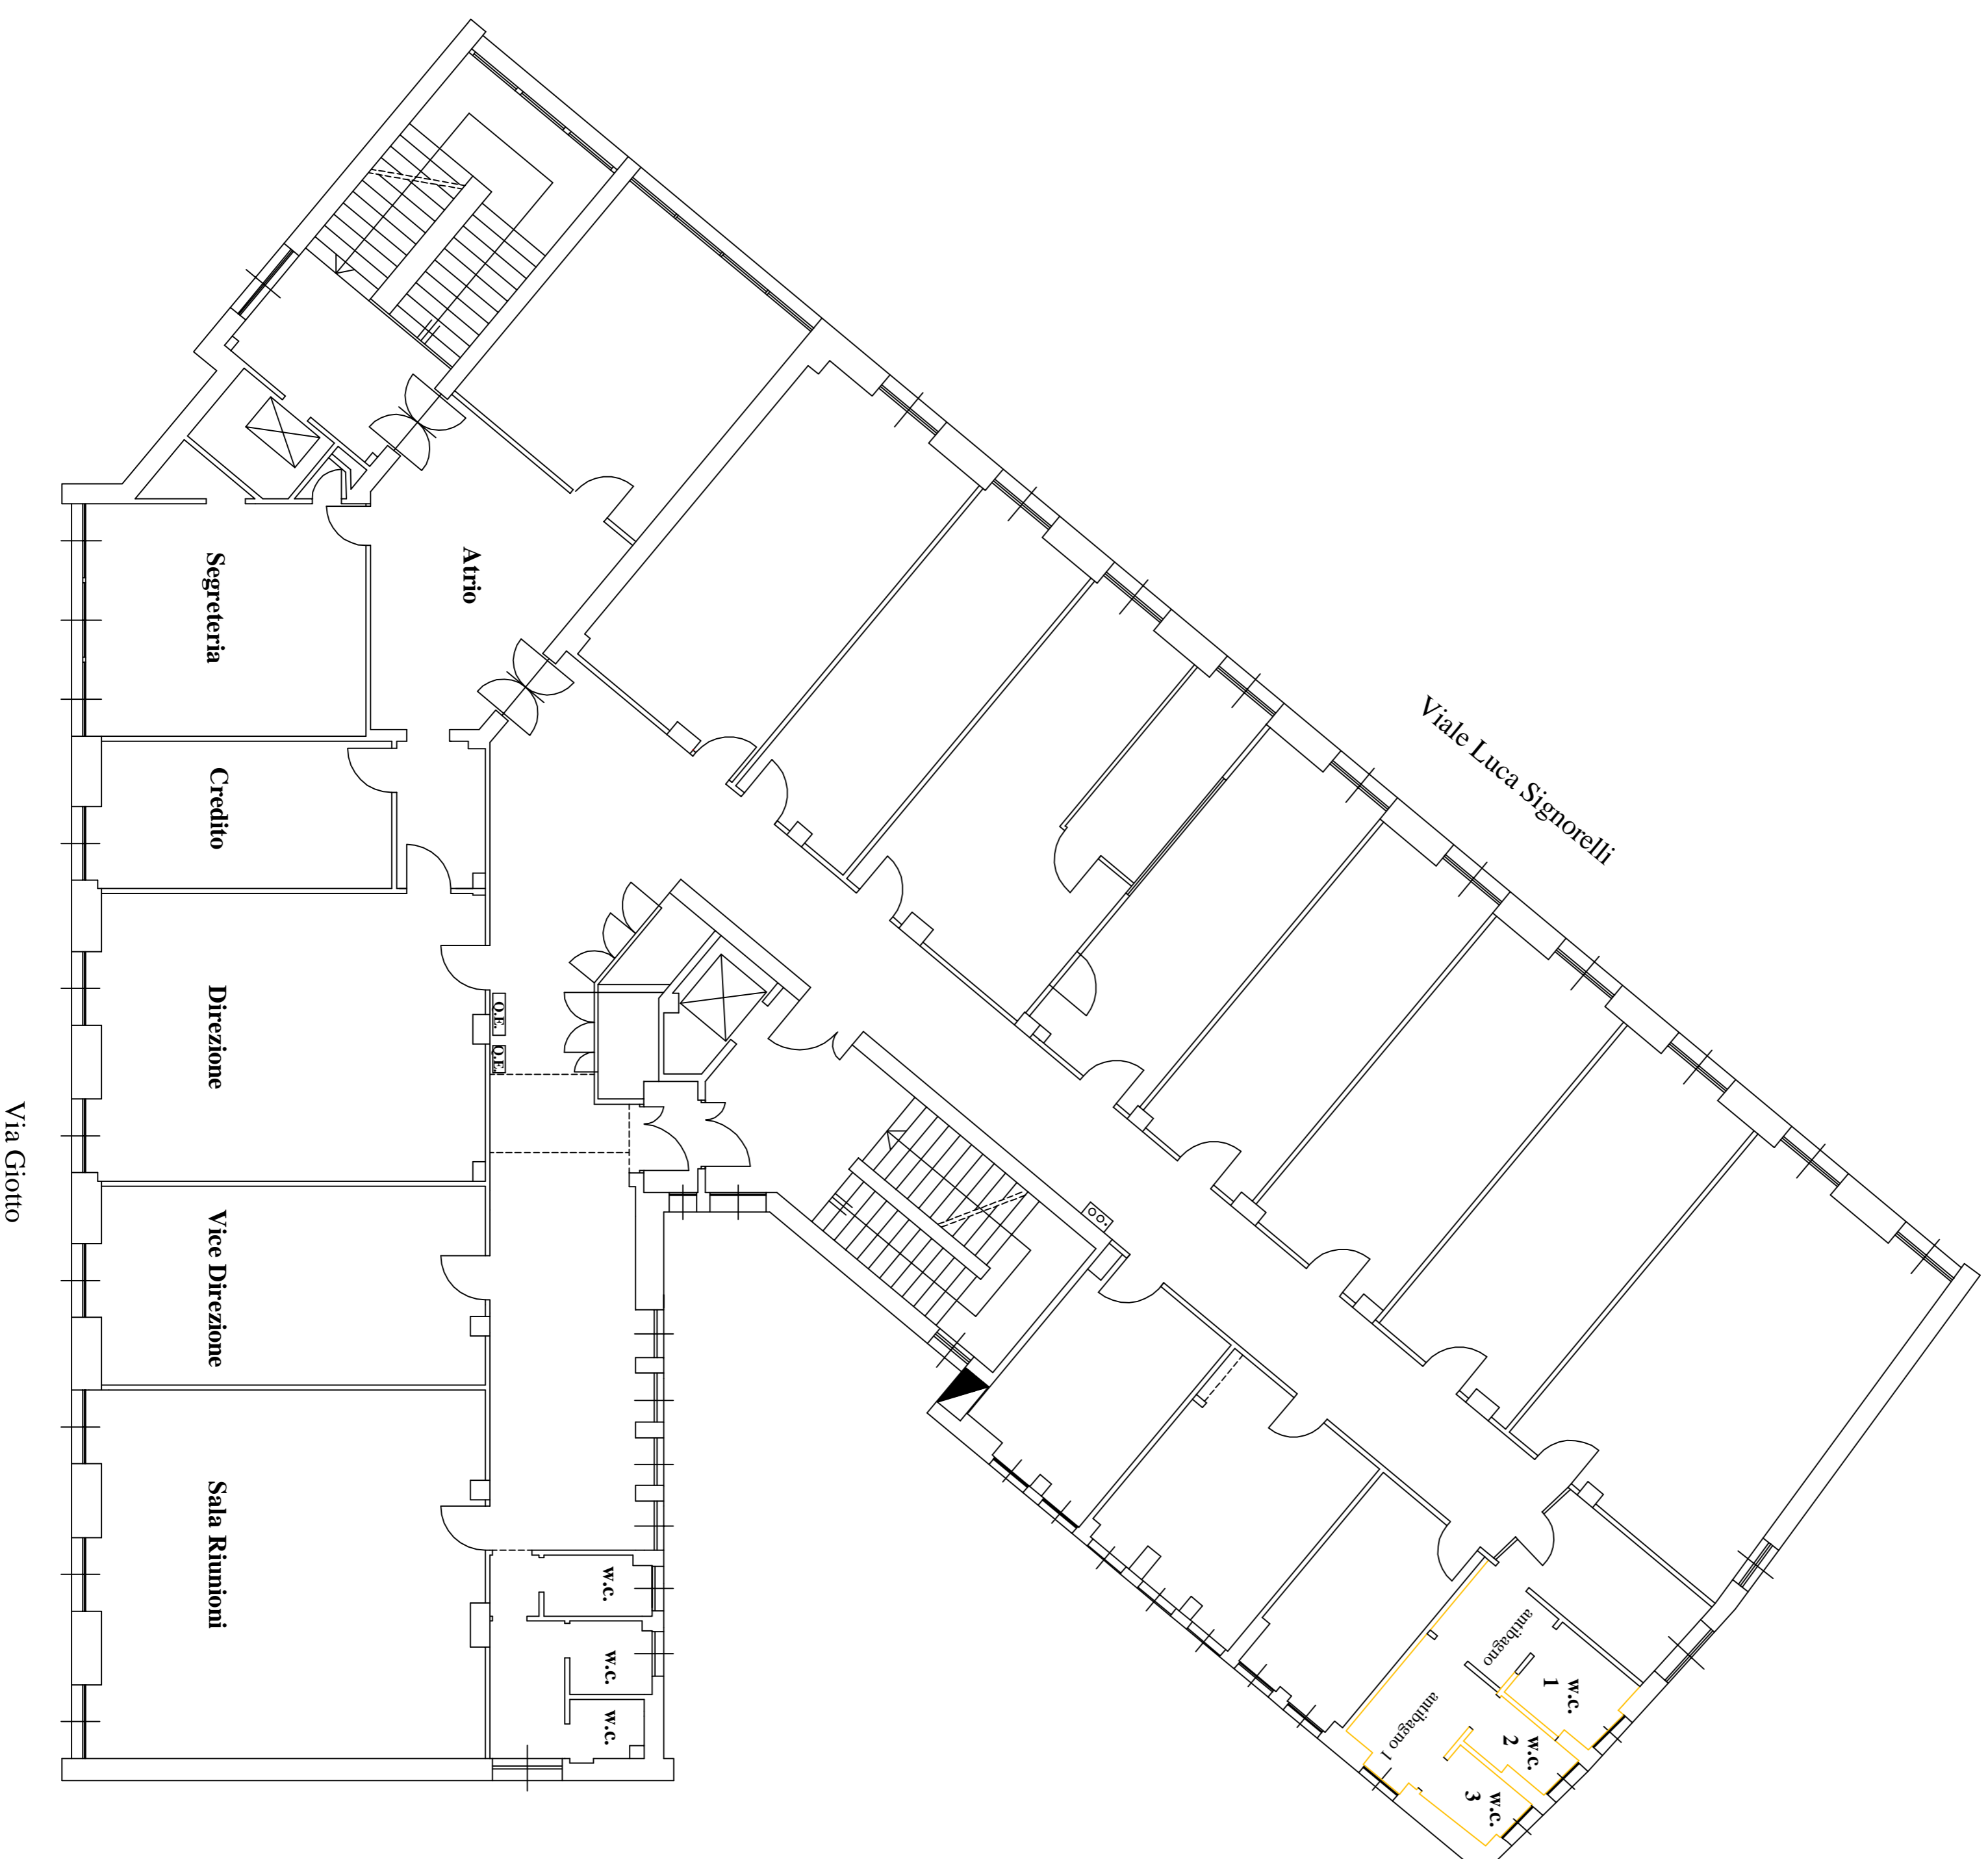 Viale Luca Signorelli
Via Giotto
Atrio
Segreteria
Credito
Direzione
Q.E.
Q.E.
Vice Direzione
Sala Riunioni
w.c.
w.c.
w.c.
antibagno
w.c.
1
antibagno 1
w.c.
2
w.c.
3